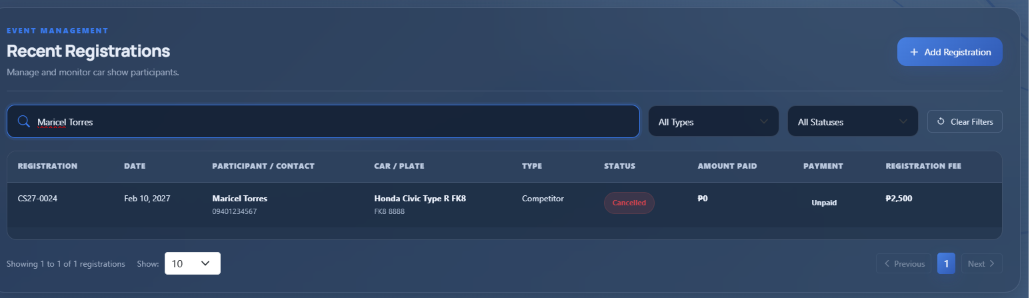 EVENT MANAGEMENT
Recent Registrations
Manage and monitor car show participants.
+ Add Registration
Maricel Torres
All Types
All Statuses
Clear Filters
REGISTRATION DATE PARTICIPANT / CONTACT CAR / PLATE TYPE STATUS AMOUNT PAID PAYMENT REGISTRATION FEE
CS27-0024 Feb 10, 2027 Maricel Torres Honda Civic Type R FK8 Competitor Cancelled ₱0 Unpaid ₱2,500
09401234567 FK8 8888
Showing 1 to 1 of 1 registrations Show: 10 Previous 1 Next